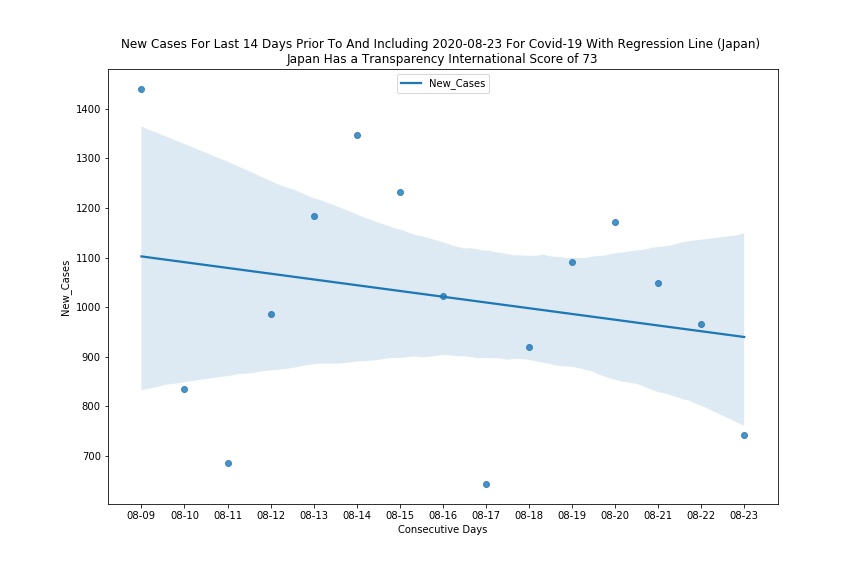 New Cases For Last 14 Days Prior To And Including 2020-08-23 For Covid-19 With Regression Line (Japan)
Japan Has a Transparency International Score of 73
New_Cases
1400
1300
1200
1100
1000
900
800
700
New_Cases
08-09 08-10 08-11 08-12 08-13 08-14 08-15 08-16 08-17 08-18 08-19 08-20 08-21 08-22 08-23
Consecutive Days